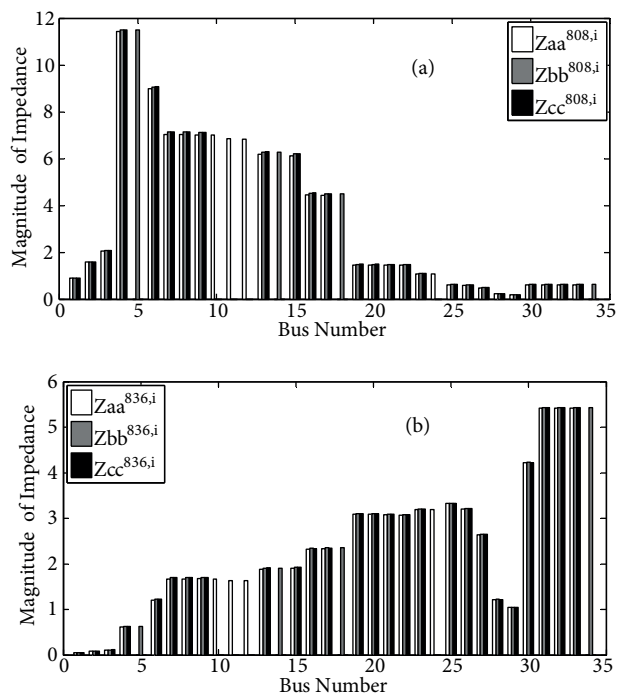 12
10
8
6
4
2
0
Magnitude of Impedance
(a)
Zaa^808,i
Zbb^808,i
Zcc^808,i
0 5 10 15 20 25 30 35
Bus Number
6
5
4
3
2
1
0
Magnitude of Impedance
Zaa^836,i
Zbb^836,i
Zcc^836,i
(b)
0 5 10 15 20 25 30 35
Bus Number